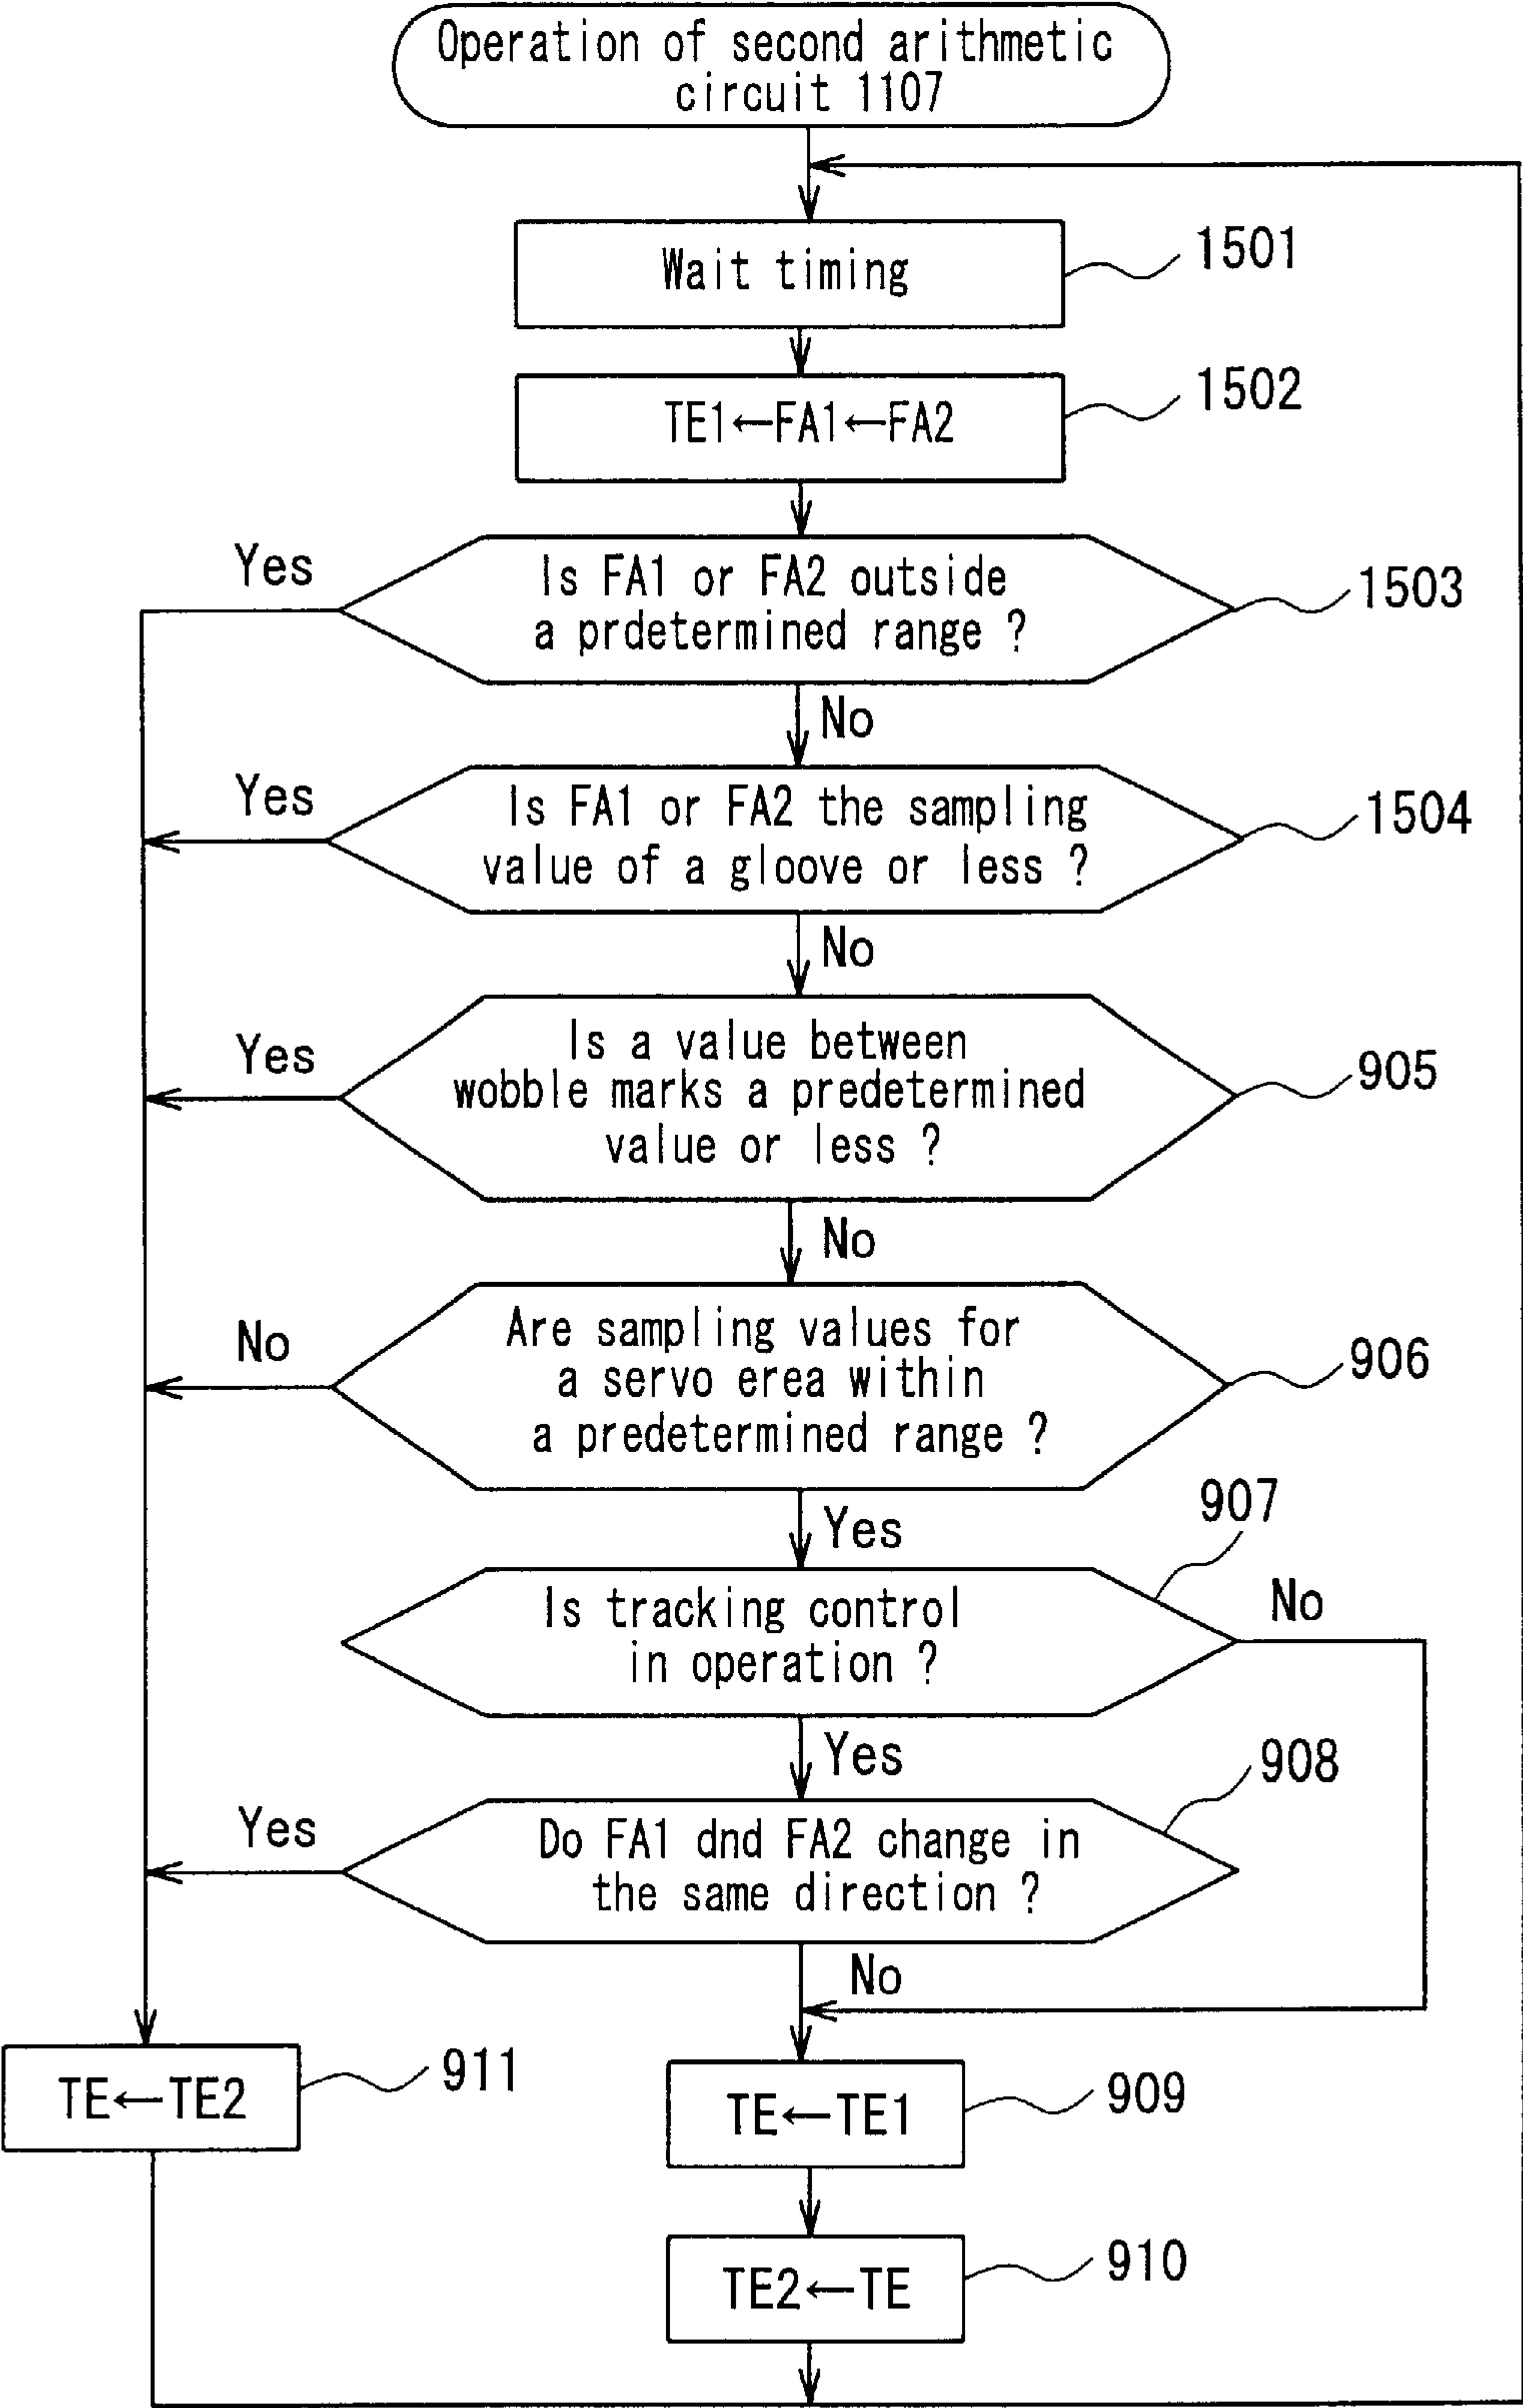 Operation of second arithmetic
circuit 1107
Wait timing
1501
TE1←FA1←FA2
1502
Yes
Is FA1 or FA2 outside
a prdetermined range ?
1503
No
Yes
Is FA1 or FA2 the sampling
value of a gloove or less ?
1504
No
Yes
Is a value between
wobble marks a predetermined
value or less ?
905
No
No
Are sampling values for
a servo erea within
a predetermined range ?
906
Yes
907
Is tracking control
in operation ?
No
Yes
908
Yes
Do FA1 dnd FA2 change in
the same direction ?
No
TE←TE2
911
TE←TE1
909
TE2←TE
910